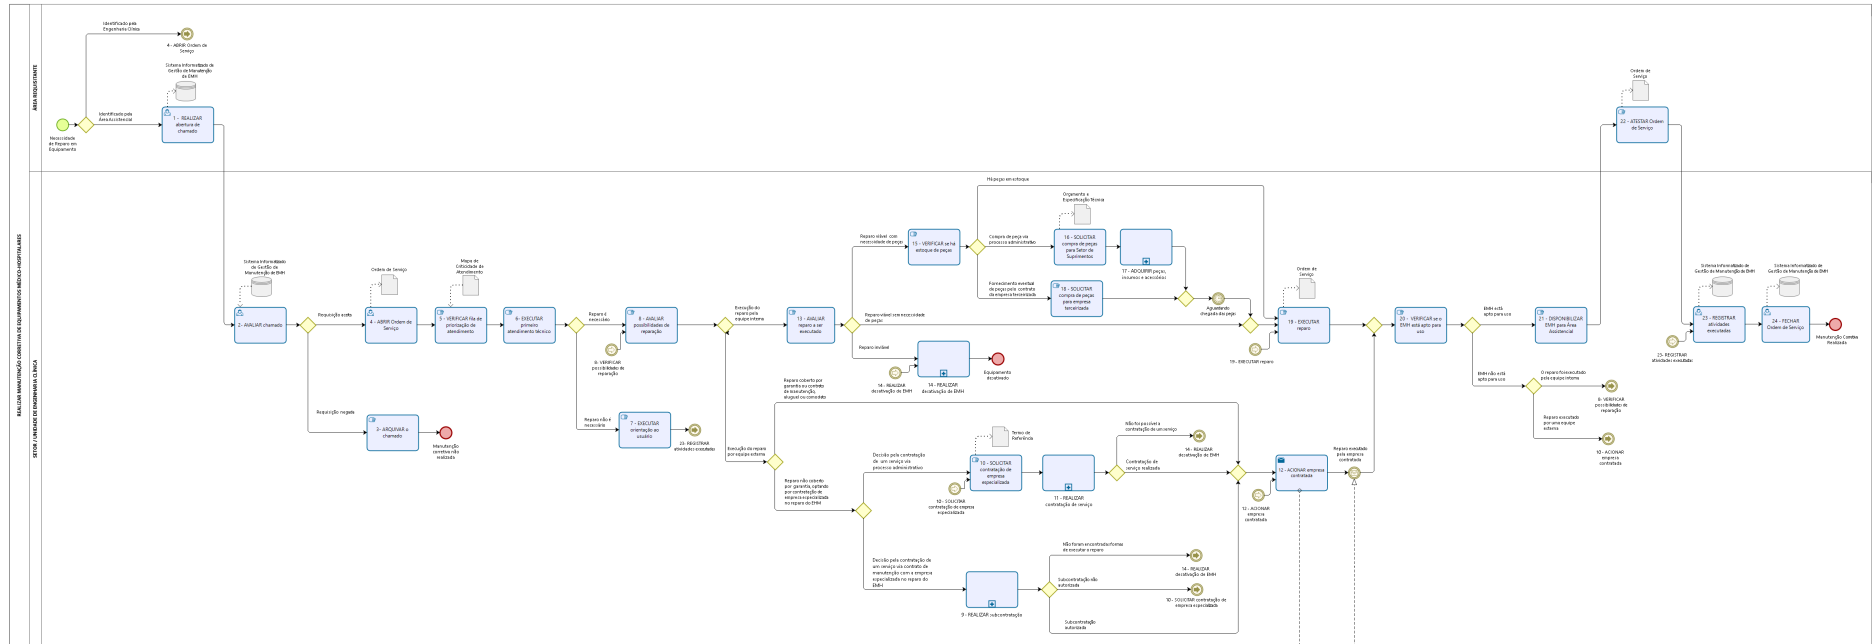 REALIZAR MANUTENÇÃO CORRETIVA DE EQUIPAMENTOS MÉDICO-HOSPITALARES
ÁREA REQUISITANTE
Necessidade
de Reparo em
Equipamento
Identificado pela
Engenharia Clínica
4 - ABRIR Ordem de
Serviço
Identificado pela
Área Assistencial
Sistema Informatizado de
Gestão de Manutenção
de EMH
1 - REALIZAR
abertura de
chamado
Ordem de
Serviço
22 - ATESTAR Ordem
de Serviço
SETOR / UNIDADE DE ENGENHARIA CLÍNICA
Sistema Informatizado
de Gestão de
Manutenção de EMH
2- AVALIAR chamado
Requisição aceita
Requisição negada
3- ARQUIVAR o
chamado
Manutenção
corretiva não
realizada
Ordem de Serviço
4 - ABRIR Ordem de
Serviço
Mapa de
Criticidade de
Atendimento
5 - VERIFICAR fila de
priorização de
atendimento
6- EXECUTAR
primeiro
atendimento técnico
Reparo é
necessário
8- VERIFICAR
possibilidades de
reparação
8 - AVALIAR
possibilidades de
reparação
Reparo não é
necessário
7 - EXECUTAR
orientação ao
usuário
23- REGISTRAR
atividades executadas
Execução do
reparo pela
equipe interna
13 - AVALIAR
reparo a ser
executado
Reparo viável com
necessidade de peças
15 - VERIFICAR se há
estoque de peças
Há peças em estoque
Compra de peça via
processo administrativo
Orçamento e
Especificação Técnica
16 - SOLICITAR
compra de peças
para Setor de
Suprimentos
17 - ADQUIRIR peças,
insumos e acessórios
Fornecimento eventual
de peças pelo contrato
da empresa terceirizada
18 - SOLICITAR
compra de peças
para empresa
terceirizada
Aguardando
chegada das peças
Reparo viável sem necessidade
de peças
Reparo inviável
14 - REALIZAR
desativação de EMH
14 - REALIZAR
desativação de EMH
Equipamento
desativado
Ordem de
Serviço
19 - EXECUTAR
reparo
19- EXECUTAR reparo
20 - VERIFICAR se o
EMH está apto para
uso
EMH está
apto para uso
21 - DISPONIBILIZAR
EMH para Área
Assistencial
EMH não está
apto para uso
O reparo foi executado
pela equipe interna
8- VERIFICAR
possibilidades de
reparação
Reparo executado
por uma equipe
externa
12 - ACIONAR
empresa
contratada
Sistema Informatizado de
Gestão de Manutenção de EMH
23 - REGISTRAR
atividades
executadas
23- REGISTRAR
atividades executadas
Sistema Informatizado de
Gestão de Manutenção de EMH
24 - FECHAR
Ordem de Serviço
Manutenção Corretiva
Realizada
Execução do reparo
por equipe externa
Reparo coberto por
garantia ou contrato
de manutenção,
aluguel ou comodato
Reparo não coberto
por garantia, optando
por contratação de
empresa especializada
no reparo do EHM
Decisão pela contratação
de um serviço via
processo administrativo
Termo de
Referência
10 - SOLICITAR
contratação de
empresa
especializada
10 - SOLICITAR
contratação de empresa
especializada
11 - REALIZAR
contratação de serviço
Não foi possível a
contratação de um serviço
14 - REALIZAR
desativação de EMH
Contratação de
serviço realizada
12 - ACIONAR empresa
contratada
12 - ACIONAR
empresa
contratada
Reparo executado
pela empresa
contratada
Decisão pela contratação de
um serviço via contrato de
manutenção com a empresa
especializada no reparo do
EMH
9 - REALIZAR subcontratação
Não foram encontradas formas
de executar o reparo
14 - REALIZAR
desativação de EMH
Subcontratação não
autorizada
10 - SOLICITAR contratação de
empresa especializada
Subcontratação
autorizada